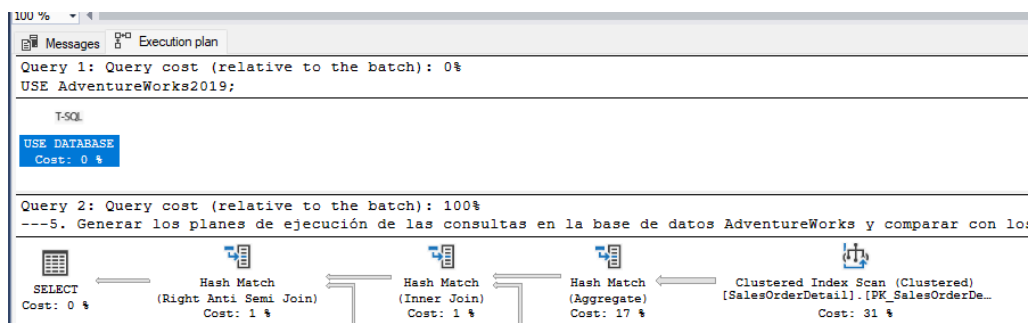 100 %
Messages Execution plan
Query 1: Query cost (relative to the batch): 0%
USE AdventureWorks2019;
T-SQL
USE DATABASE
Cost: 0 %
Query 2: Query cost (relative to the batch): 100%
---5. Generar los planes de ejecución de las consultas en la base de datos AdventureWorks y comparar con los
SELECT
Cost: 0 %
Hash Match
(Right Anti Semi Join)
Cost: 1 %
Hash Match
(Inner Join)
Cost: 1 %
Hash Match
(Aggregate)
Cost: 17 %
Clustered Index Scan (Clustered)
[SalesOrderDetail].[PK_SalesOrderDe…
Cost: 31 %